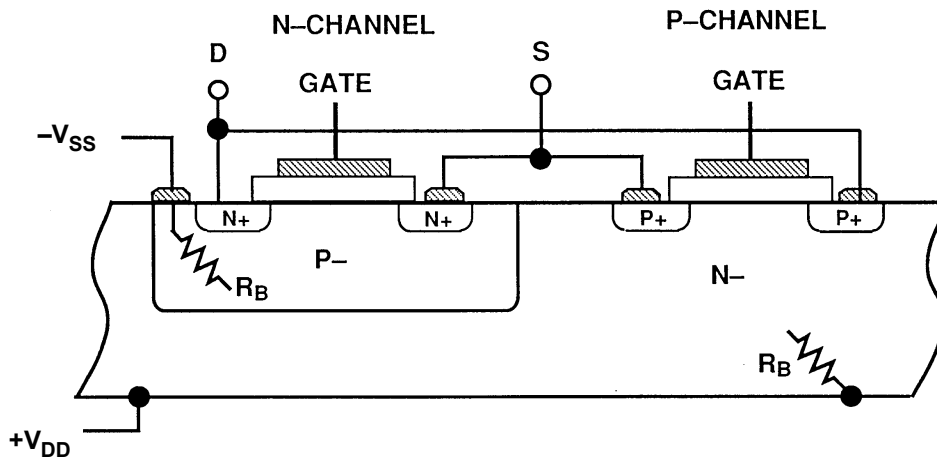 N–CHANNEL
P–CHANNEL
D
S
GATE
GATE
–VSS
N+
N+
P+
P+
P–
N–
RB
RB
+VDD